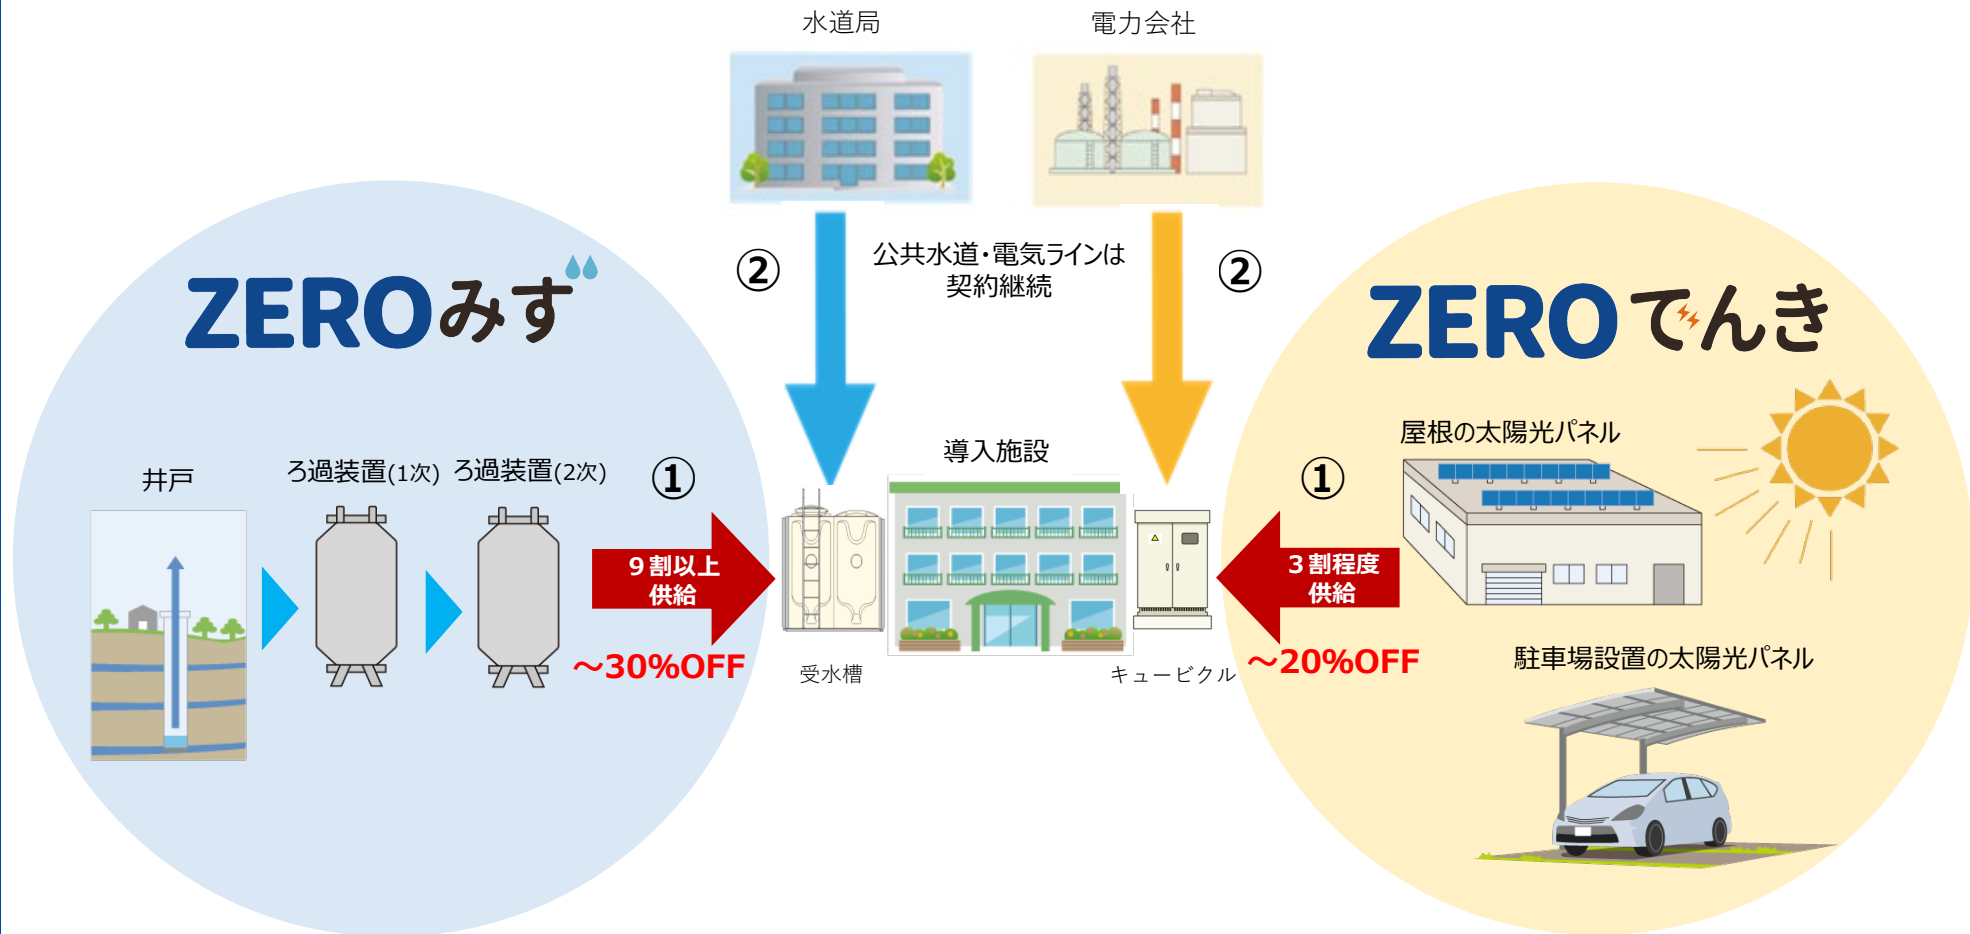 水道局
電力会社
②
公共水道・電気ラインは
契約継続
②
ZEROみず
ZEROでんき
井戸
ろ過装置(1次)
ろ過装置(2次)
①
9割以上
供給
～30%OFF
導入施設
受水槽
キュービクル
①
3割程度
供給
～20%OFF
屋根の太陽光パネル
駐車場設置の太陽光パネル